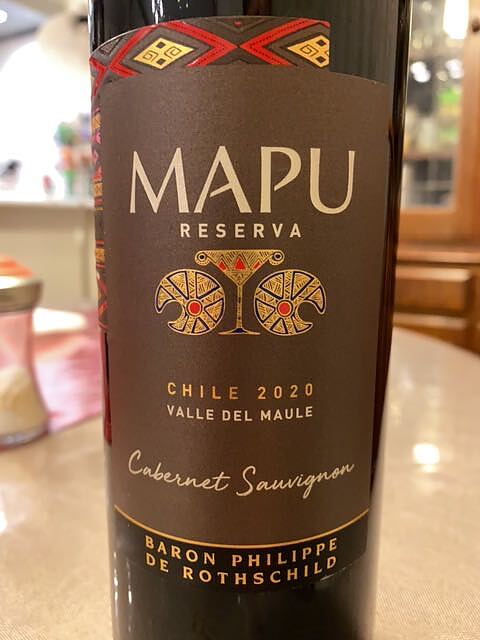 MAPU
RESERVA
CHILE 2020
VALLE DEL MAULE
Cabernet Sauvignon
BARON PHILIPPE
DE ROTHSCHILD